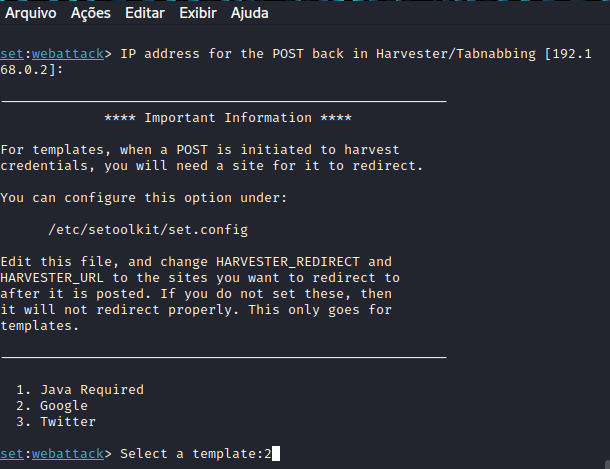 Arquivo Ações Editar Exibir Ajuda
set:webattack> IP address for the POST back in Harvester/Tabnabbing [192.1
68.0.2]:
**** Important Information ****
For templates, when a POST is initiated to harvest
credentials, you will need a site for it to redirect.
You can configure this option under:
/etc/setoolkit/set.config
Edit this file, and change HARVESTER_REDIRECT and
HARVESTER_URL to the sites you want to redirect to
after it is posted. If you do not set these, then
it will not redirect properly. This only goes for
templates.
1. Java Required
2. Google
3. Twitter
set:webattack> Select a template:2